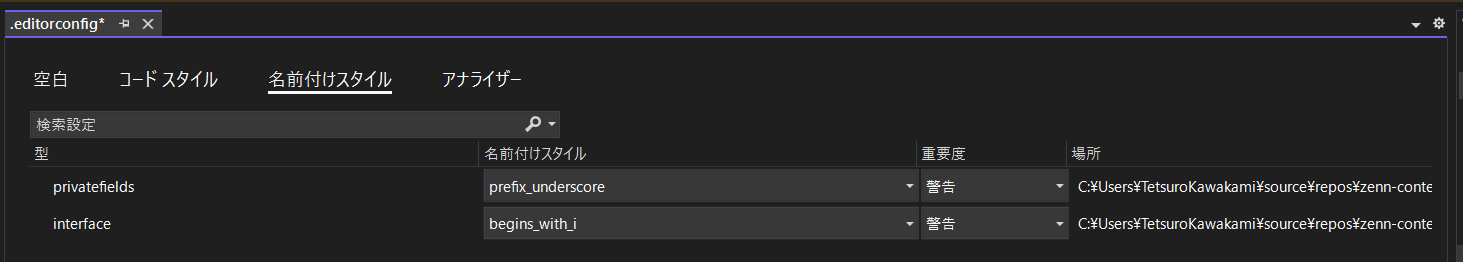 .editorconfig*
空白 コード スタイル 名前付けスタイル アナライザー
検索設定
型 名前付けスタイル 重要度 場所
privatefields prefix_underscore 警告 C:¥Users¥TetsuroKawakami¥source¥repos¥zenn-conte
interface begins_with_i 警告 C:¥Users¥TetsuroKawakami¥source¥repos¥zenn-conte